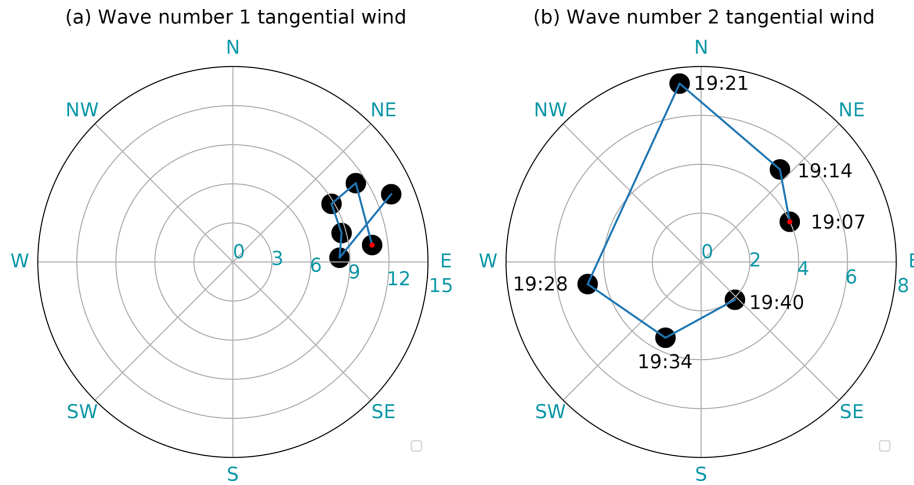 (a) Wave number 1 tangential wind
N
NW
NE
W
E
0
3
6
9
12
15
SW
SE
S
(b) Wave number 2 tangential wind
N
19:21
NW
NE
19:14
19:07
W
E
0
2
4
6
8
19:28
19:40
19:34
SW
SE
S